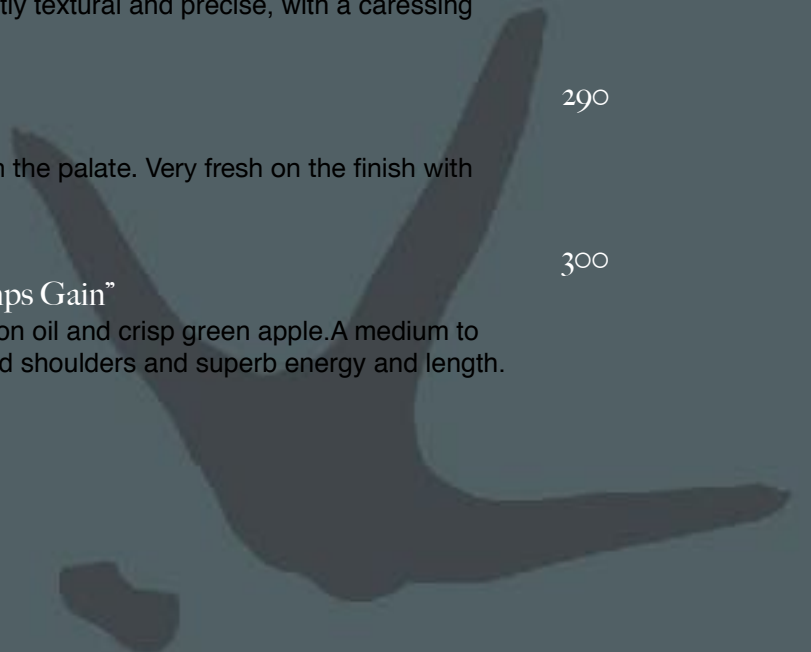 tly textural and precise, with a caressing
290
n the palate. Very fresh on the finish with
300
nps Gain”
on oil and crisp green apple.A medium to
d shoulders and superb energy and length.